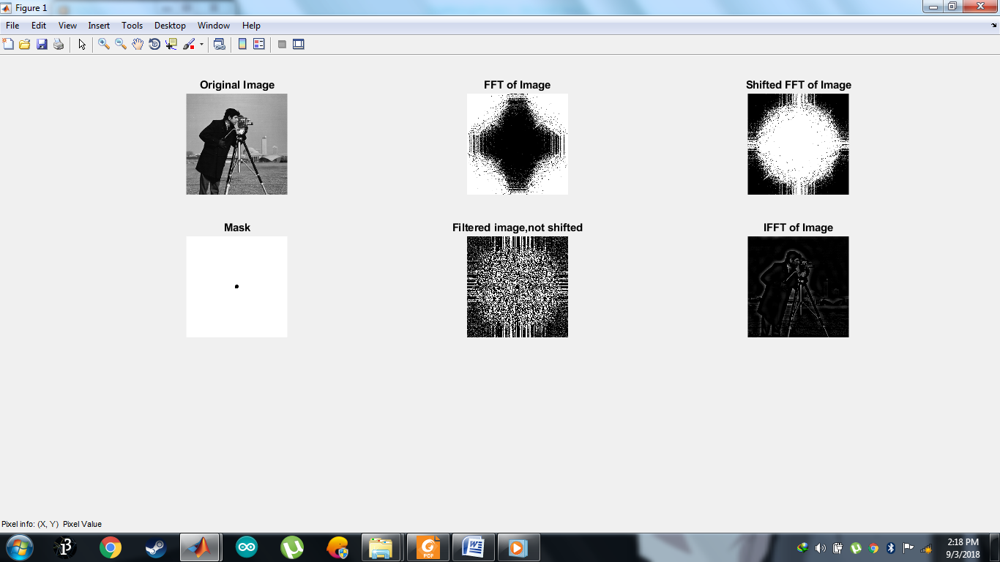 Figure 1
File Edit View Insert Tools Desktop Window Help
Original Image
FFT of Image
Shifted FFT of Image
Mask
Filtered image,not shifted
IFFT of Image
Pixel info: (X, Y) Pixel Value
PDF
2:18 PM
9/3/2018